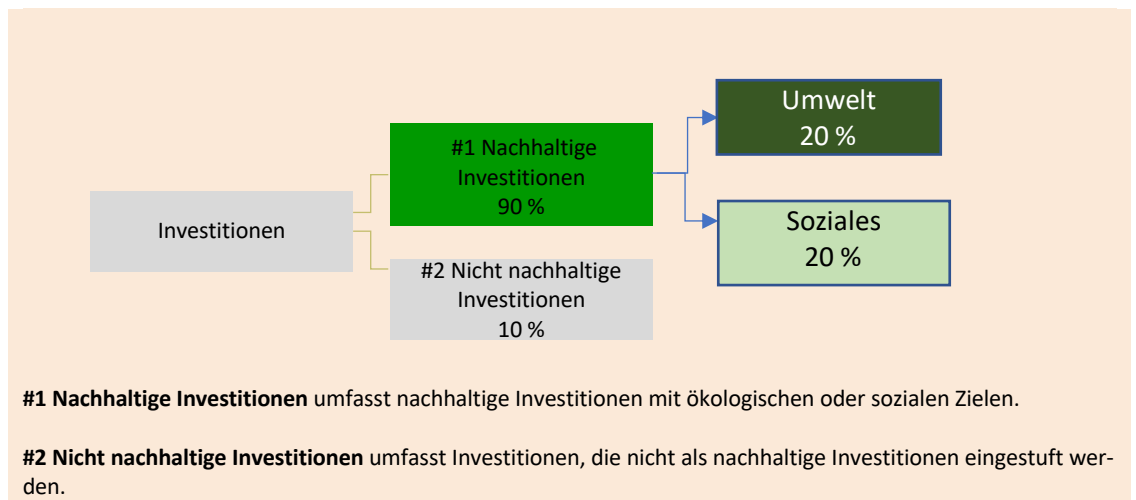 Umwelt
20 %
#1 Nachhaltige
Investitionen
90 %
Investitionen
Soziales
20 %
#2 Nicht nachhaltige
Investitionen
10 %
#1 Nachhaltige Investitionen umfasst nachhaltige Investitionen mit ökologischen oder sozialen Zielen.
#2 Nicht nachhaltige Investitionen umfasst Investitionen, die nicht als nachhaltige Investitionen eingestuft wer-
den.